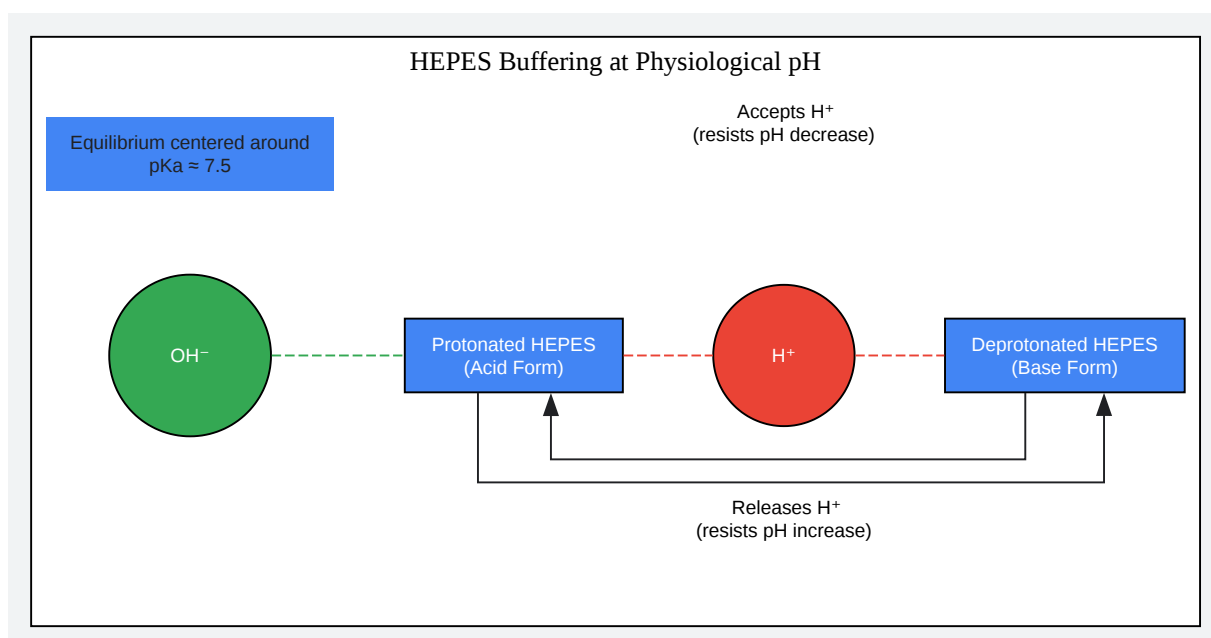 HEPES Buffering at Physiological pH
Accepts H⁺
(resists pH decrease)
Equilibrium centered around
pKa ≈ 7.5
OH⁻
Protonated HEPES
(Acid Form)
H⁺
Deprotonated HEPES
(Base Form)
Releases H⁺
(resists pH increase)